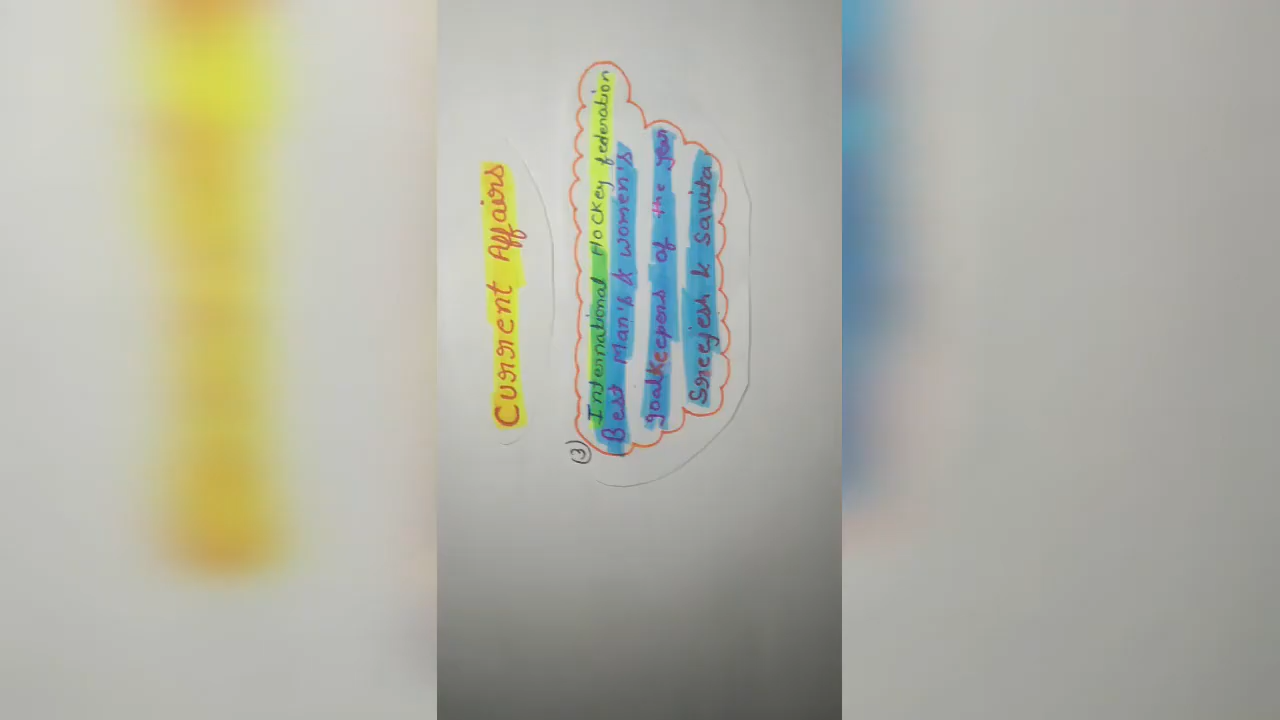 Current Affairs
(3)
International Hockey federation
Best Man's & women's
goalkeepers of the year
Sreejesh & Savita